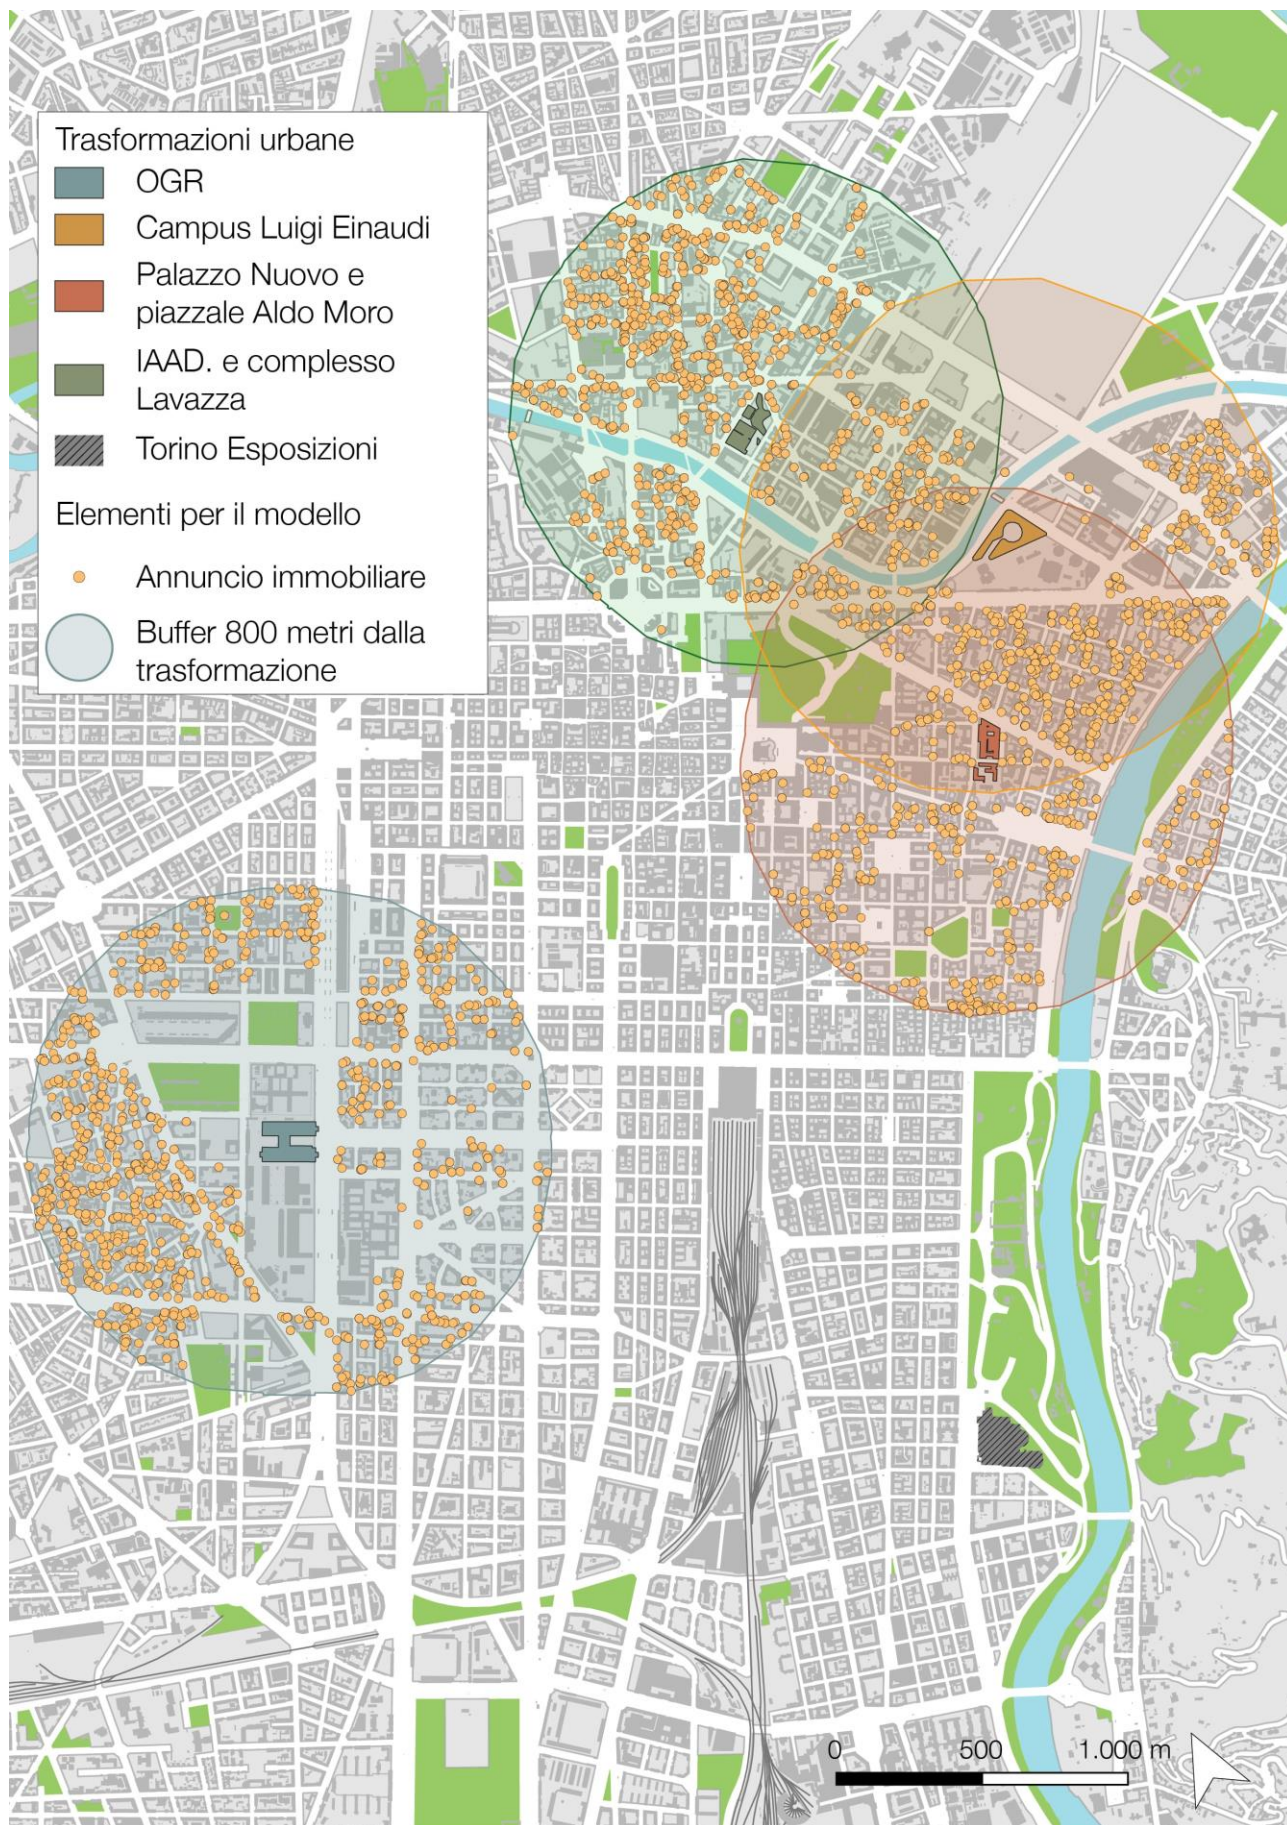 Trasformazioni urbane
OGR
Campus Luigi Einaudi
Palazzo Nuovo e
piazzale Aldo Moro
IAAD. e complesso
Lavazza
Torino Esposizioni
Elementi per il modello
Annuncio immobiliare
Buffer 800 metri dalla
trasformazione
0 500 1.000 m